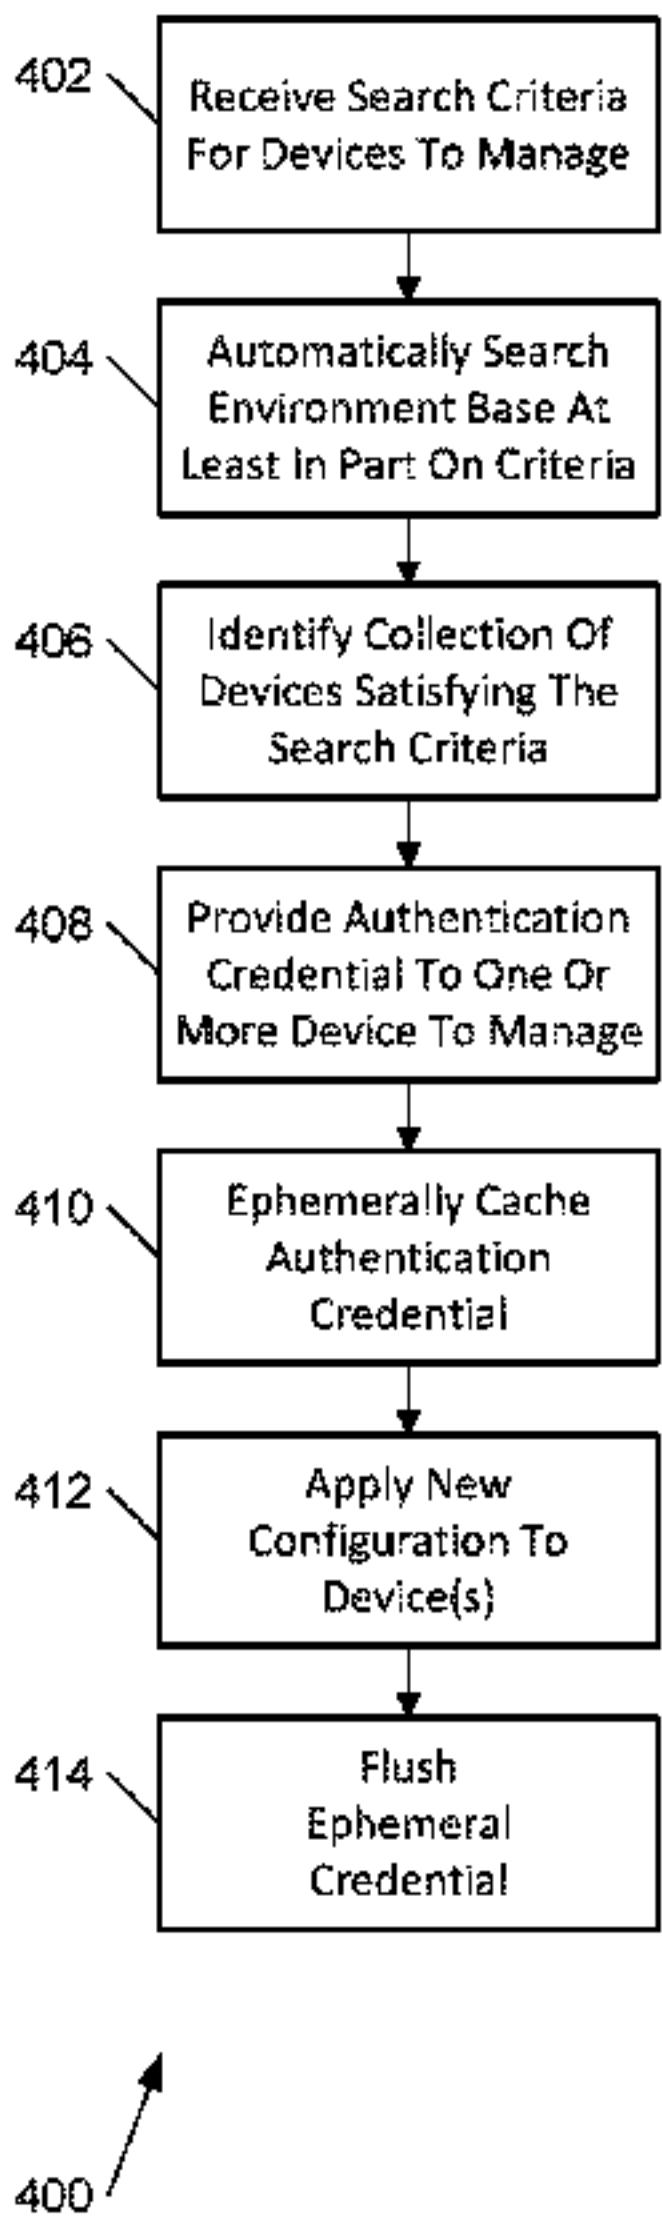 402
Receive Search Criteria
For Devices To Manage
404
Automatically Search
Environment Base At
Least In Part On Criteria
406
Identify Collection Of
Devices Satisfying The
Search Criteria
408
Provide Authentication
Credential To One Or
More Device To Manage
410
Ephemerally Cache
Authentication
Credential
412
Apply New
Configuration To
Device(s)
414
Flush
Ephemeral
Credential
400